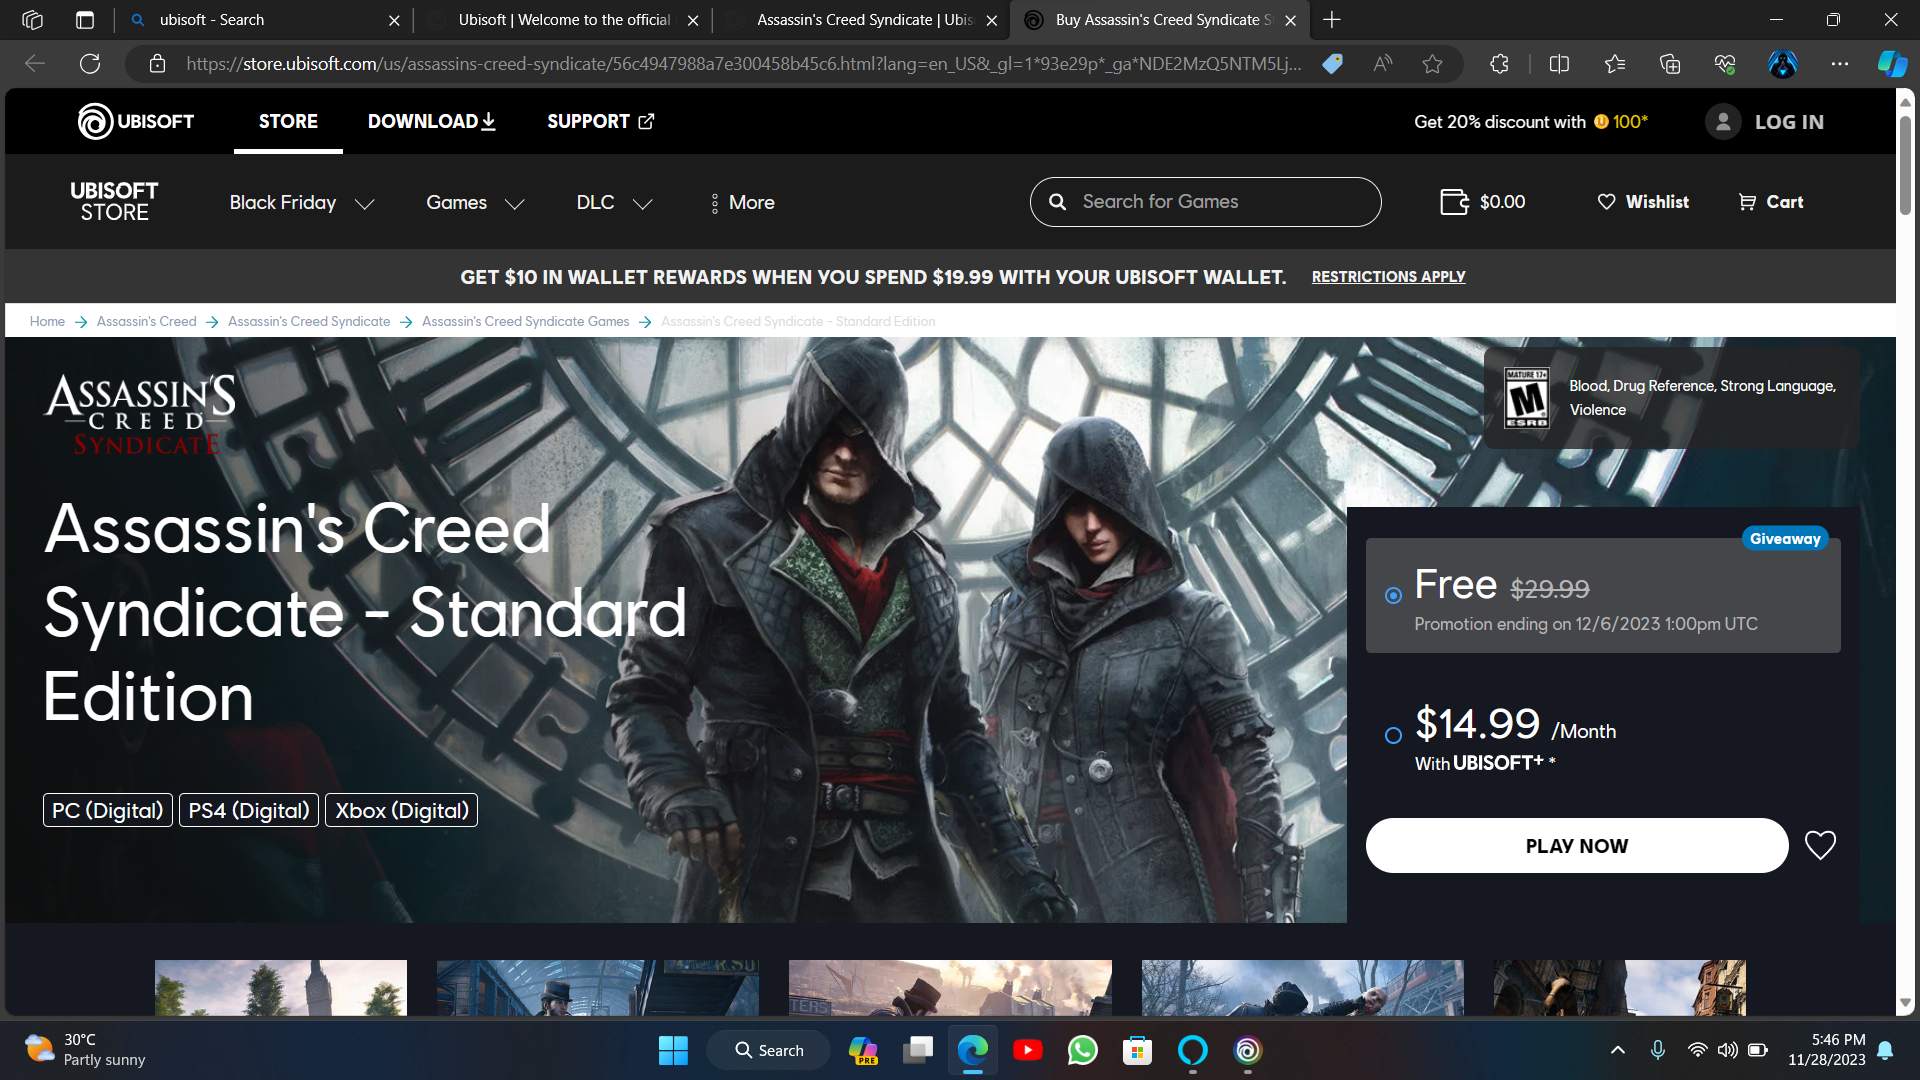 ubisoft - Search
Ubisoft | Welcome to the official
Assassin's Creed Syndicate | Ubis
Buy Assassin's Creed Syndicate S
https://store.ubisoft.com/us/assassins-creed-syndicate/56c4947988a7e300458b45c6.html?lang=en_US&_gl=1*93e29p*_ga*NDE2MzQ5NTM5Lj...
UBISOFT
STORE
DOWNLOAD
SUPPORT
Get 20% discount with 100*
LOG IN
UBISOFT
STORE
Black Friday
Games
DLC
More
Search for Games
$0.00
Wishlist
Cart
GET $10 IN WALLET REWARDS WHEN YOU SPEND $19.99 WITH YOUR UBISOFT WALLET. RESTRICTIONS APPLY
Home → Assassin's Creed → Assassin's Creed Syndicate → Assassin's Creed Syndicate Games → Assassin's Creed Syndicate - Standard Edition
ASSASSIN'S
CREED
SYNDICATE
MATURE 17+
M
ESRB
Blood, Drug Reference, Strong Language,
Violence
Assassin's Creed
Syndicate - Standard
Edition
PC (Digital)
PS4 (Digital)
Xbox (Digital)
Giveaway
Free $29.99
Promotion ending on 12/6/2023 1:00pm UTC
$14.99 /Month
With UBISOFT+ *
PLAY NOW
30°C
Partly sunny
Search
PRE
5:46 PM
11/28/2023